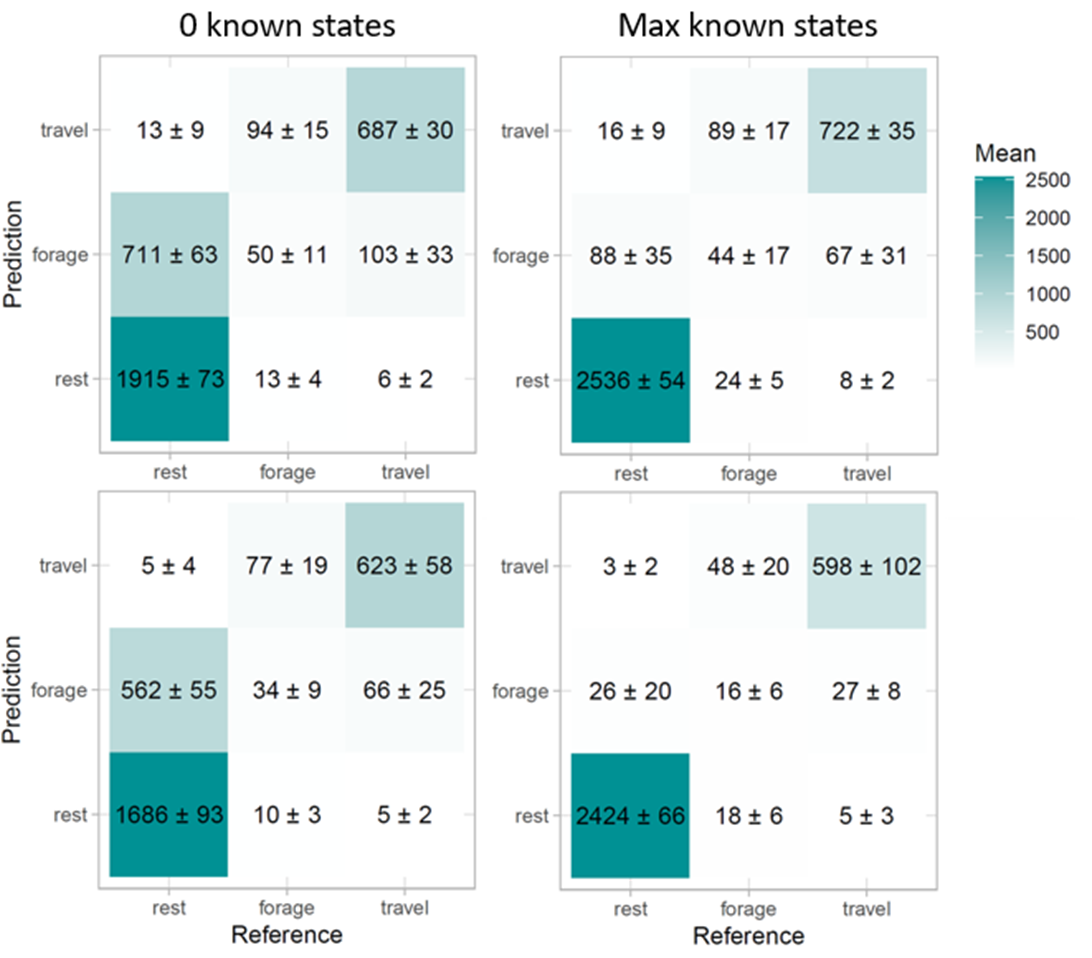 0 known states
Max known states
travel 13 ± 9 94 ± 15 687 ± 30
forage 711 ± 63 50 ± 11 103 ± 33
rest 1915 ± 73 13 ± 4 6 ± 2
rest forage travel
Prediction
travel 16 ± 9 89 ± 17 722 ± 35
forage 88 ± 35 44 ± 17 67 ± 31
rest 2536 ± 54 24 ± 5 8 ± 2
rest forage travel
Mean
2500
2000
1500
1000
500
travel 5 ± 4 77 ± 19 623 ± 58
forage 562 ± 55 34 ± 9 66 ± 25
rest 1686 ± 93 10 ± 3 5 ± 2
rest forage travel
Prediction
Reference
travel 3 ± 2 48 ± 20 598 ± 102
forage 26 ± 20 16 ± 6 27 ± 8
rest 2424 ± 66 18 ± 6 5 ± 3
rest forage travel
Reference